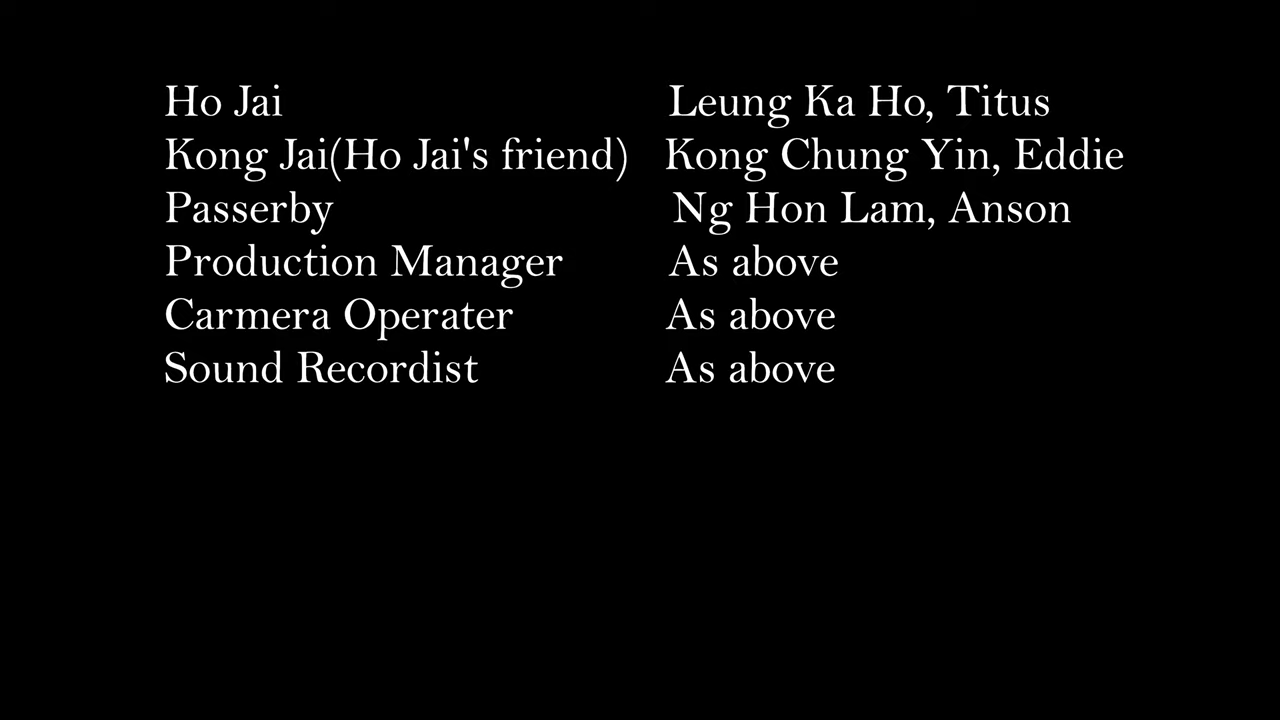 Ho Jai Leung Ka Ho, Titus
Kong Jai(Ho Jai's friend) Kong Chung Yin, Eddie
Passerby Ng Hon Lam, Anson
Production Manager As above
Carmera Operater As above
Sound Recordist As above